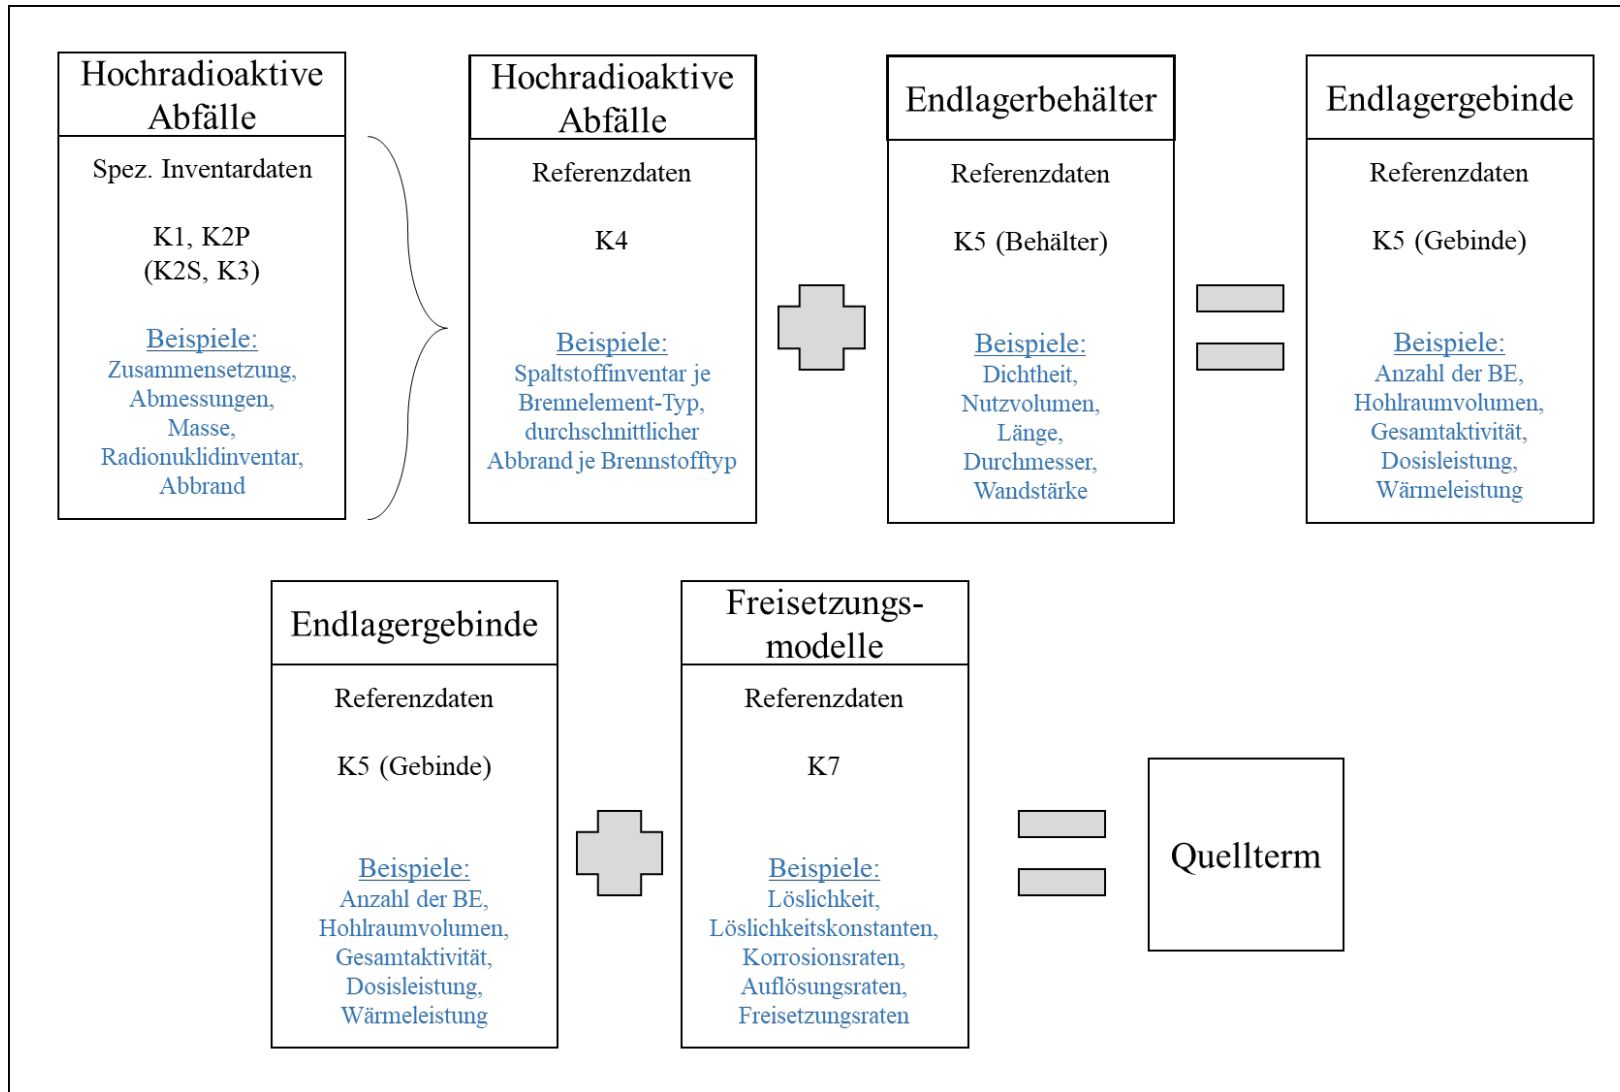 Hochradioaktive
Abfälle
Spez. Inventardaten
K1, K2P
(K2S, K3)
Beispiele:
Zusammensetzung,
Abmessungen,
Masse,
Radionuklidinventar,
Abbrand
Hochradioaktive
Abfälle
Referenzdaten
K4
Beispiele:
Spaltstoffinventar je
Brennelement-Typ,
durchschnittlicher
Abbrand je Brennstofftyp
Endlagerbehälter
Referenzdaten
K5 (Behälter)
Beispiele:
Dichtheit,
Nutzvolumen,
Länge,
Durchmesser,
Wandstärke
Endlagergebinde
Referenzdaten
K5 (Gebinde)
Beispiele:
Anzahl der BE,
Hohlraumvolumen,
Gesamtaktivität,
Dosisleistung,
Wärmeleistung
Endlagergebinde
Referenzdaten
K5 (Gebinde)
Beispiele:
Anzahl der BE,
Hohlraumvolumen,
Gesamtaktivität,
Dosisleistung,
Wärmeleistung
Freisetzungs-
modelle
Referenzdaten
K7
Beispiele:
Löslichkeit,
Löslichkeitskonstanten,
Korrosionsraten,
Auflösungsraten,
Freisetzungsraten
Quellterm